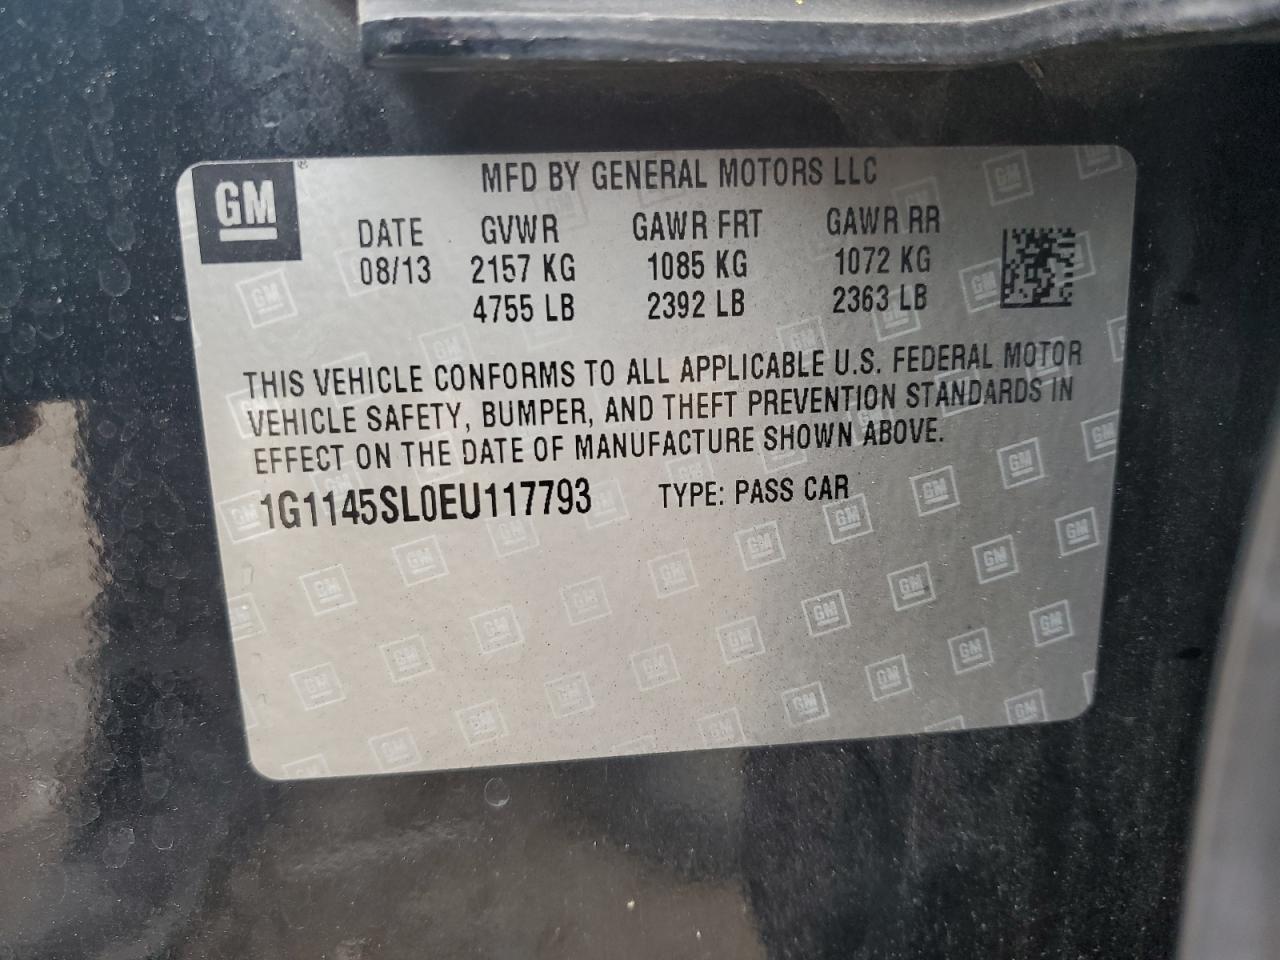 GM ®
MFD BY GENERAL MOTORS LLC
DATE GVWR GAWR FRT GAWR RR
08/13 2157 KG 1085 KG 1072 KG
4755 LB 2392 LB 2363 LB
THIS VEHICLE CONFORMS TO ALL APPLICABLE U.S. FEDERAL MOTOR
VEHICLE SAFETY, BUMPER, AND THEFT PREVENTION STANDARDS IN
EFFECT ON THE DATE OF MANUFACTURE SHOWN ABOVE.
1G1145SL0EU117793 TYPE: PASS CAR